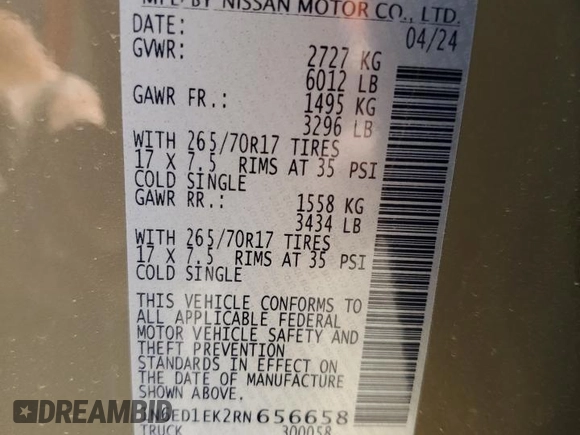 MFD BY NISSAN MOTOR CO., LTD.
DATE: 04/24
GVWR: 2727 KG
6012 LB
GAWR FR.: 1495 KG
3296 LB
WITH 265/70R17 TIRES
17 X 7.5 RIMS AT 35 PSI
COLD SINGLE
GAWR RR.: 1558 KG
3434 LB
WITH 265/70R17 TIRES
17 X 7.5 RIMS AT 35 PSI
COLD SINGLE
THIS VEHICLE CONFORMS TO
ALL APPLICABLE FEDERAL
MOTOR VEHICLE SAFETY AND
THEFT PREVENTION
STANDARDS IN EFFECT ON
THE DATE OF MANUFACTURE
SHOWN ABOVE.
1N6ED1EK2RN656658
TRUCK 300058
DREAMBID